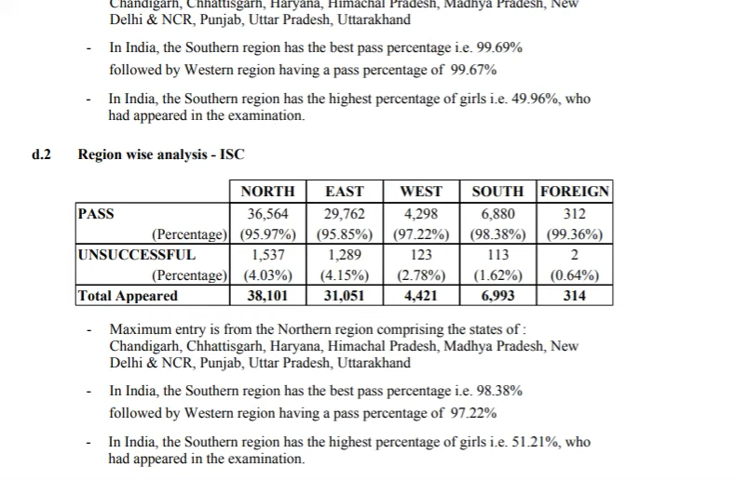 Chandigarh, Chhattisgarh, Haryana, Himachal Pradesh, Madhya Pradesh, New
Delhi & NCR, Punjab, Uttar Pradesh, Uttarakhand
- In India, the Southern region has the best pass percentage i.e. 99.69%
followed by Western region having a pass percentage of 99.67%
- In India, the Southern region has the highest percentage of girls i.e. 49.96%, who
had appeared in the examination.
d.2 Region wise analysis - ISC
NORTH EAST WEST SOUTH FOREIGN
PASS 36,564 29,762 4,298 6,880 312
(Percentage) (95.97%) (95.85%) (97.22%) (98.38%) (99.36%)
UNSUCCESSFUL 1,537 1,289 123 113 2
(Percentage) (4.03%) (4.15%) (2.78%) (1.62%) (0.64%)
Total Appeared 38,101 31,051 4,421 6,993 314
- Maximum entry is from the Northern region comprising the states of :
Chandigarh, Chhattisgarh, Haryana, Himachal Pradesh, Madhya Pradesh, New
Delhi & NCR, Punjab, Uttar Pradesh, Uttarakhand
- In India, the Southern region has the best pass percentage i.e. 98.38%
followed by Western region having a pass percentage of 97.22%
- In India, the Southern region has the highest percentage of girls i.e. 51.21%, who
had appeared in the examination.